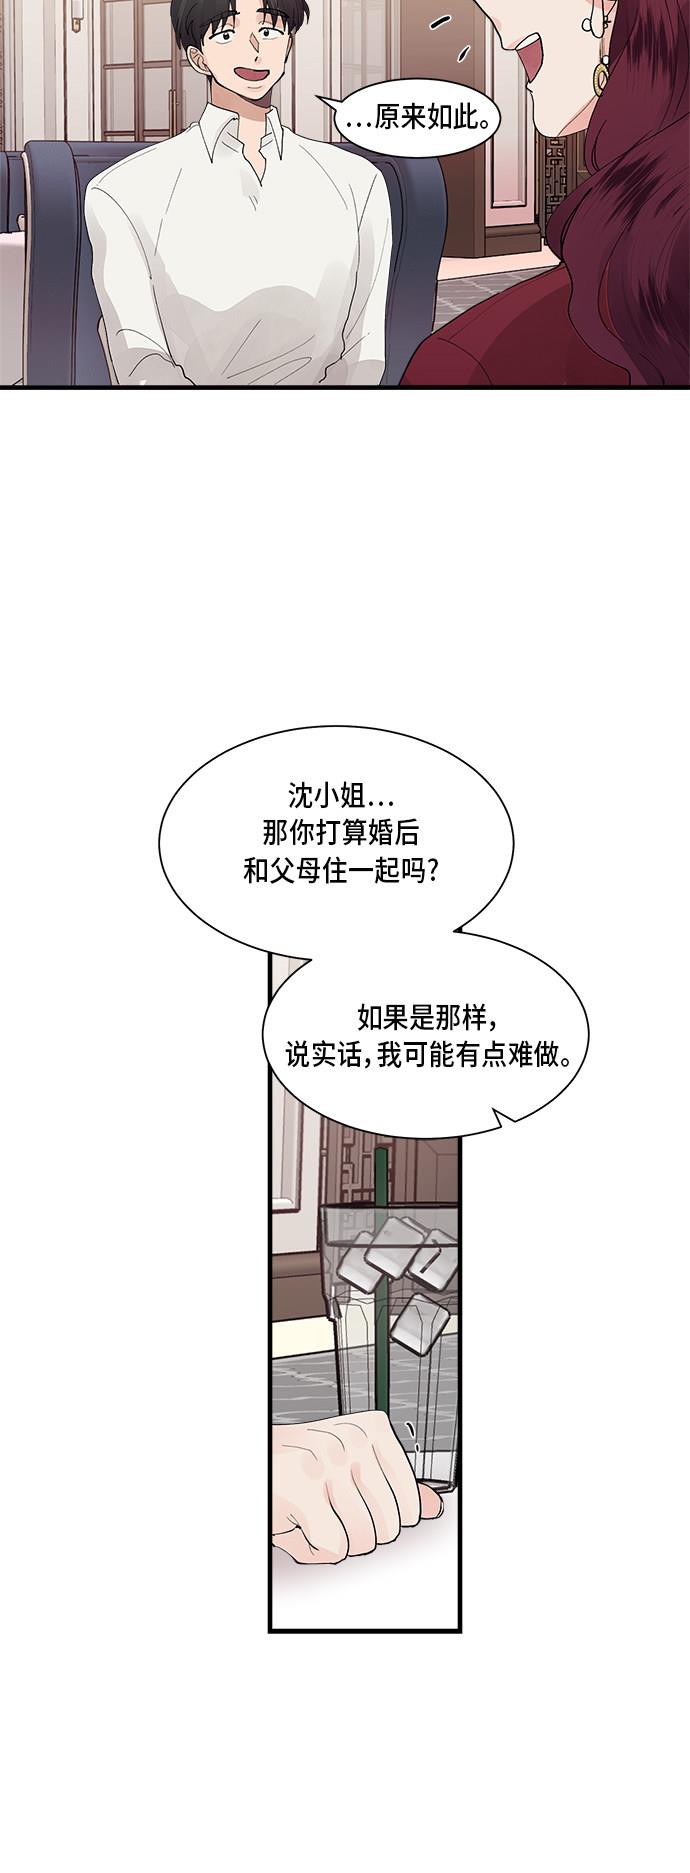 ...原来如此。
沈小姐...
那你打算婚后
和父母住一起吗?
如果是那样,
说实话,我可能有点难做。